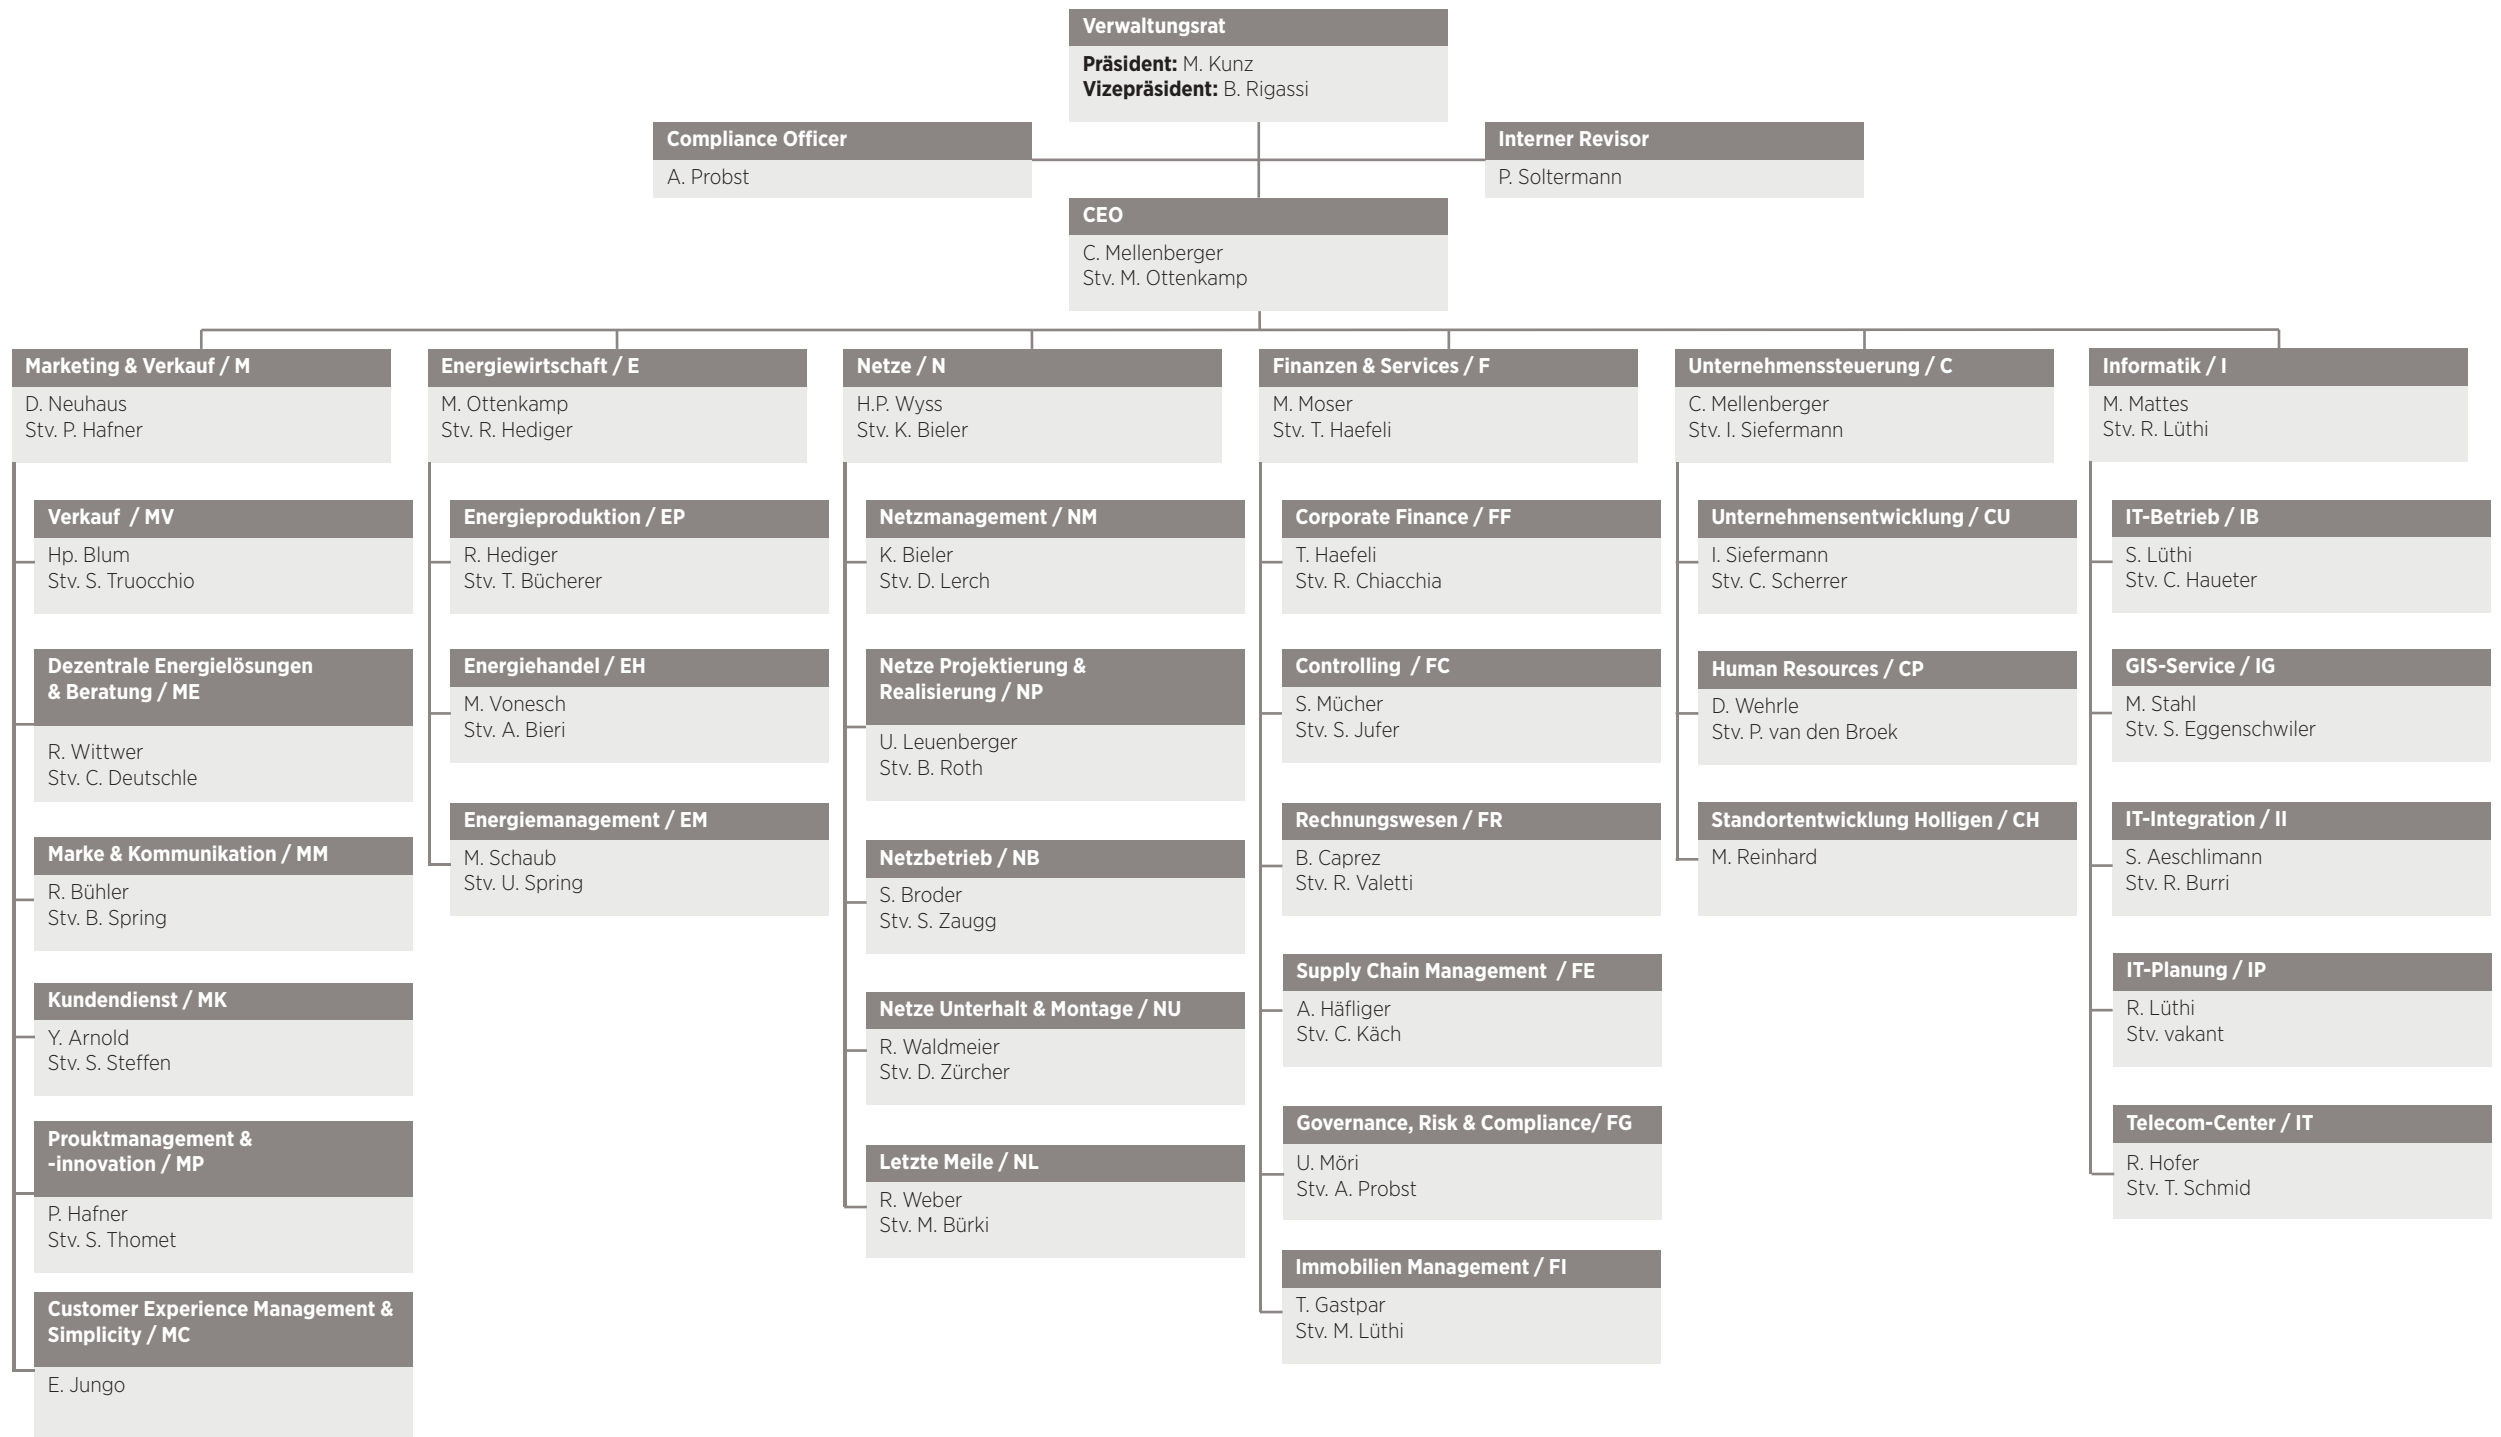 Verwaltungsrat
Präsident: M. Kunz
Vizepräsident: B. Rigassi
Compliance Officer
A. Probst
Interner Revisor
P. Soltermann
CEO
C. Mellenberger
Stv. M. Ottenkamp
Marketing & Verkauf / M
D. Neuhaus
Stv. P. Hafner
Verkauf / MV
Hp. Blum
Stv. S. Truocchio
Dezentrale Energielösungen
& Beratung / ME
R. Wittwer
Stv. C. Deutschle
Marke & Kommunikation / MM
R. Bühler
Stv. B. Spring
Kundendienst / MK
Y. Arnold
Stv. S. Steffen
Prouktmanagement &
-innovation / MP
P. Hafner
Stv. S. Thomet
Customer Experience Management &
Simplicity / MC
E. Jungo
Energiewirtschaft / E
M. Ottenkamp
Stv. R. Hediger
Energieproduktion / EP
R. Hediger
Stv. T. Bücherer
Energiehandel / EH
M. Vonesch
Stv. A. Bieri
Energiemanagement / EM
M. Schaub
Stv. U. Spring
Netze / N
H.P. Wyss
Stv. K. Bieler
Netzmanagement / NM
K. Bieler
Stv. D. Lerch
Netze Projektierung &
Realisierung / NP
U. Leuenberger
Stv. B. Roth
Netzbetrieb / NB
S. Broder
Stv. S. Zaugg
Netze Unterhalt & Montage / NU
R. Waldmeier
Stv. D. Zürcher
Letzte Meile / NL
R. Weber
Stv. M. Bürki
Finanzen & Services / F
M. Moser
Stv. T. Haefeli
Corporate Finance / FF
T. Haefeli
Stv. R. Chiacchia
Controlling / FC
S. Mücher
Stv. S. Jufer
Rechnungswesen / FR
B. Caprez
Stv. R. Valetti
Supply Chain Management / FE
A. Häfliger
Stv. C. Käch
Governance, Risk & Compliance/ FG
U. Möri
Stv. A. Probst
Immobilien Management / FI
T. Gastpar
Stv. M. Lüthi
Unternehmenssteuerung / C
C. Mellenberger
Stv. I. Siefermann
Unternehmensentwicklung / CU
I. Siefermann
Stv. C. Scherrer
Human Resources / CP
D. Wehrle
Stv. P. van den Broek
Standortentwicklung Holligen / CH
M. Reinhard
Informatik / I
M. Mattes
Stv. R. Lüthi
IT-Betrieb / IB
S. Lüthi
Stv. C. Haueter
GIS-Service / IG
M. Stahl
Stv. S. Eggenschwiler
IT-Integration / II
S. Aeschlimann
Stv. R. Burri
IT-Planung / IP
R. Lüthi
Stv. vakant
Telecom-Center / IT
R. Hofer
Stv. T. Schmid